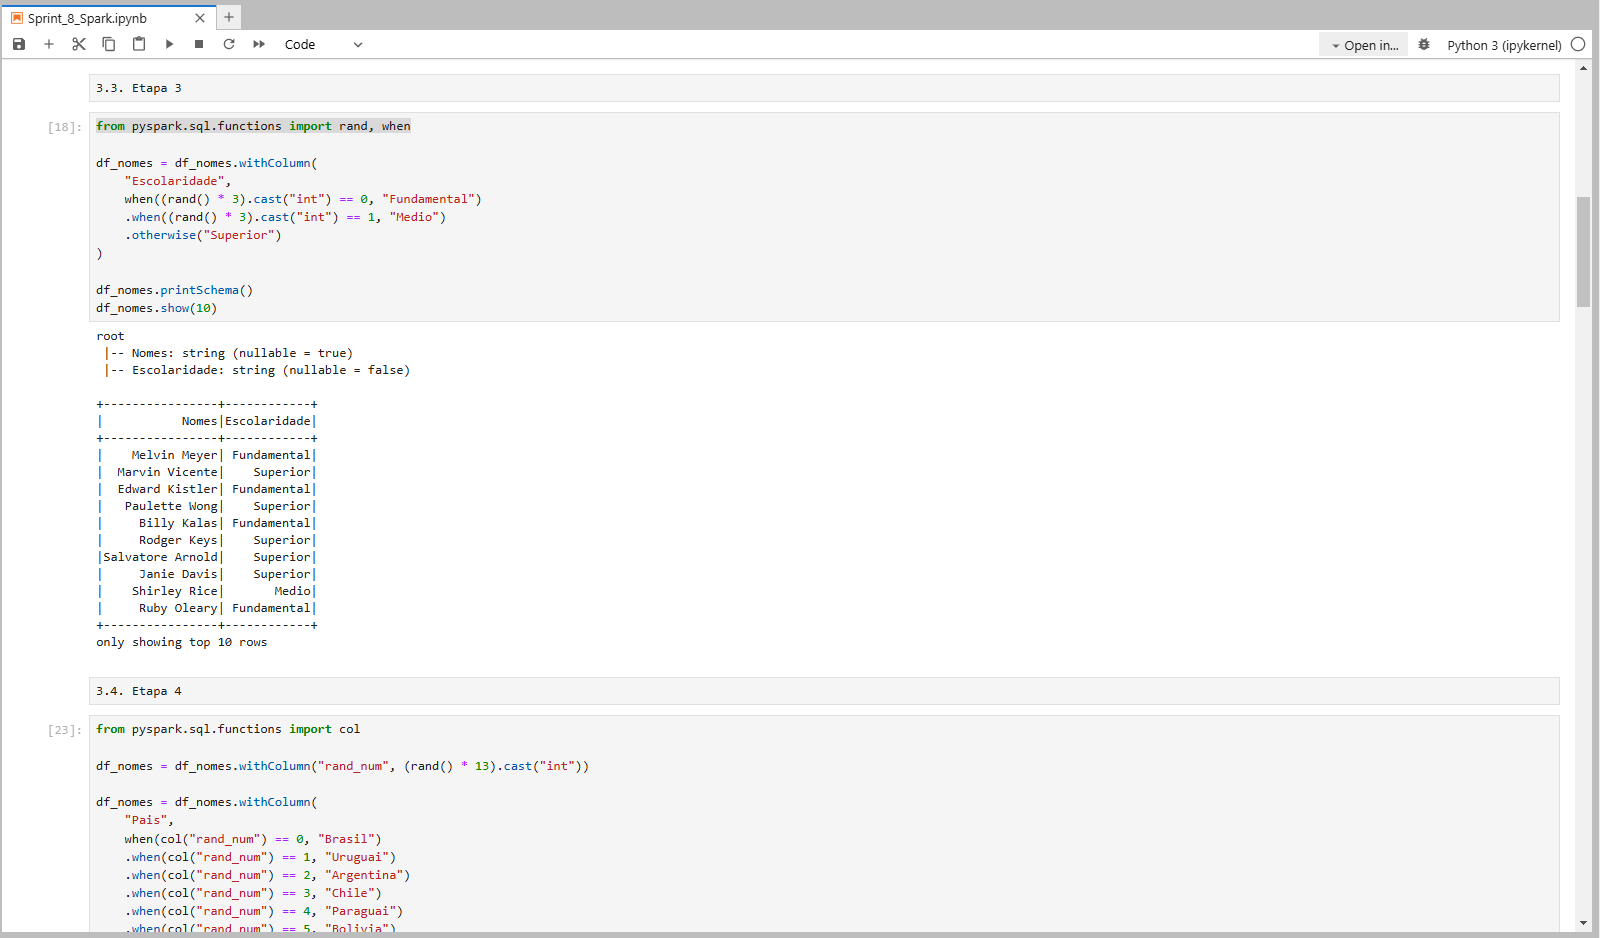 Sprint_8_Spark.ipynb
Code
Open in...
Python 3 (ipykernel)
3.3. Etapa 3
[18]:
from pyspark.sql.functions import rand, when
df_nomes = df_nomes.withColumn(
    "Escolaridade",
    when((rand() * 3).cast("int") == 0, "Fundamental")
    .when((rand() * 3).cast("int") == 1, "Medio")
    .otherwise("Superior")
)
df_nomes.printSchema()
df_nomes.show(10)
root
 |-- Nomes: string (nullable = true)
 |-- Escolaridade: string (nullable = false)
+----------------+------------+
|           Nomes|Escolaridade|
+----------------+------------+
|    Melvin Meyer| Fundamental|
|  Marvin Vicente|    Superior|
|  Edward Kistler| Fundamental|
|   Paulette Wong|    Superior|
|     Billy Kalas| Fundamental|
|     Rodger Keys|    Superior|
|Salvatore Arnold|    Superior|
|     Janie Davis|    Superior|
|    Shirley Rice|       Medio|
|     Ruby Oleary| Fundamental|
+----------------+------------+
only showing top 10 rows
3.4. Etapa 4
[23]:
from pyspark.sql.functions import col
df_nomes = df_nomes.withColumn("rand_num", (rand() * 13).cast("int"))
df_nomes = df_nomes.withColumn(
    "Pais",
    when(col("rand_num") == 0, "Brasil")
    .when(col("rand_num") == 1, "Uruguai")
    .when(col("rand_num") == 2, "Argentina")
    .when(col("rand_num") == 3, "Chile")
    .when(col("rand_num") == 4, "Paraguai")
    .when(col("rand_num") == 5, "Bolivia")